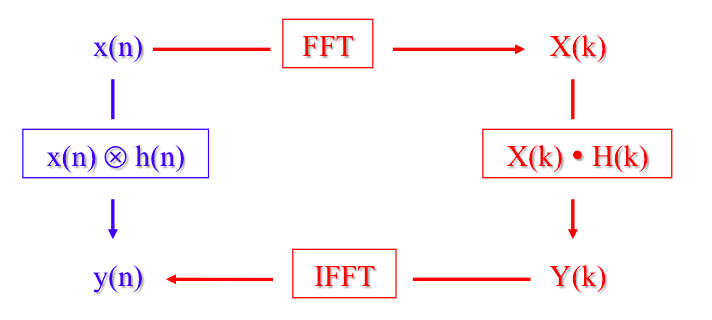 x(n) FFT X(k)
x(n) ⊗ h(n) X(k) • H(k)
y(n) IFFT Y(k)